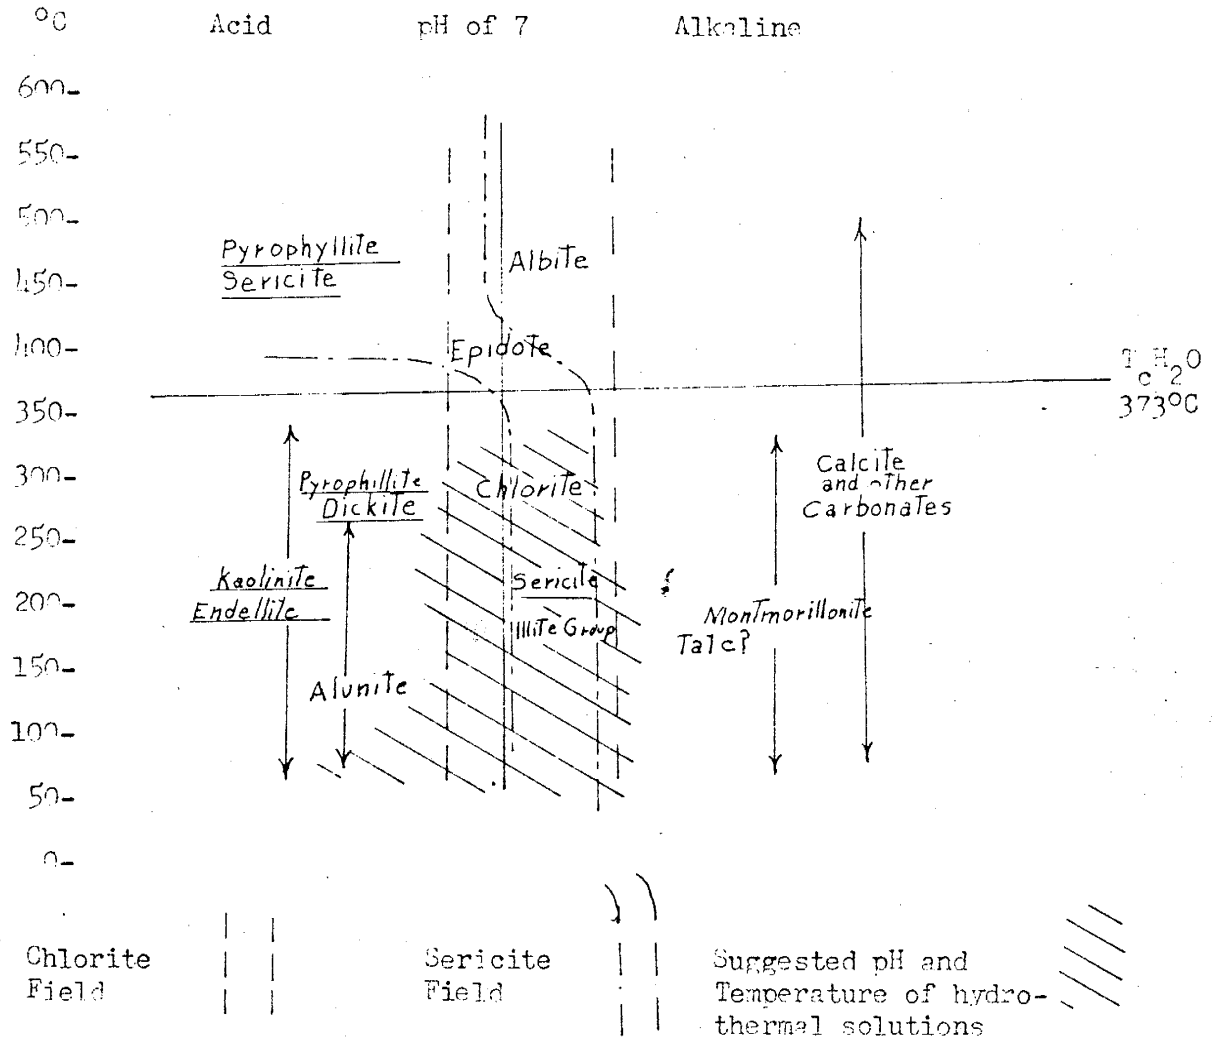 °C Acid pH of 7 Alkaline
600-
550-
500-
Pyrophyllite
Sericite
Albite
450-
400-
Epidote
TcH2O
373°C
350-
300-
Pyrophillite
Dickite
Chlorite
Calcite
and other
Carbonates
250-
Kaolinite
Endellite
Sericite
Illite Group
200-
Montmorillonite
Talc?
150-
Alunite
100-
50-
0-
Chlorite
Field
Sericite
Field
Suggested pH and
Temperature of hydro-
thermal solutions